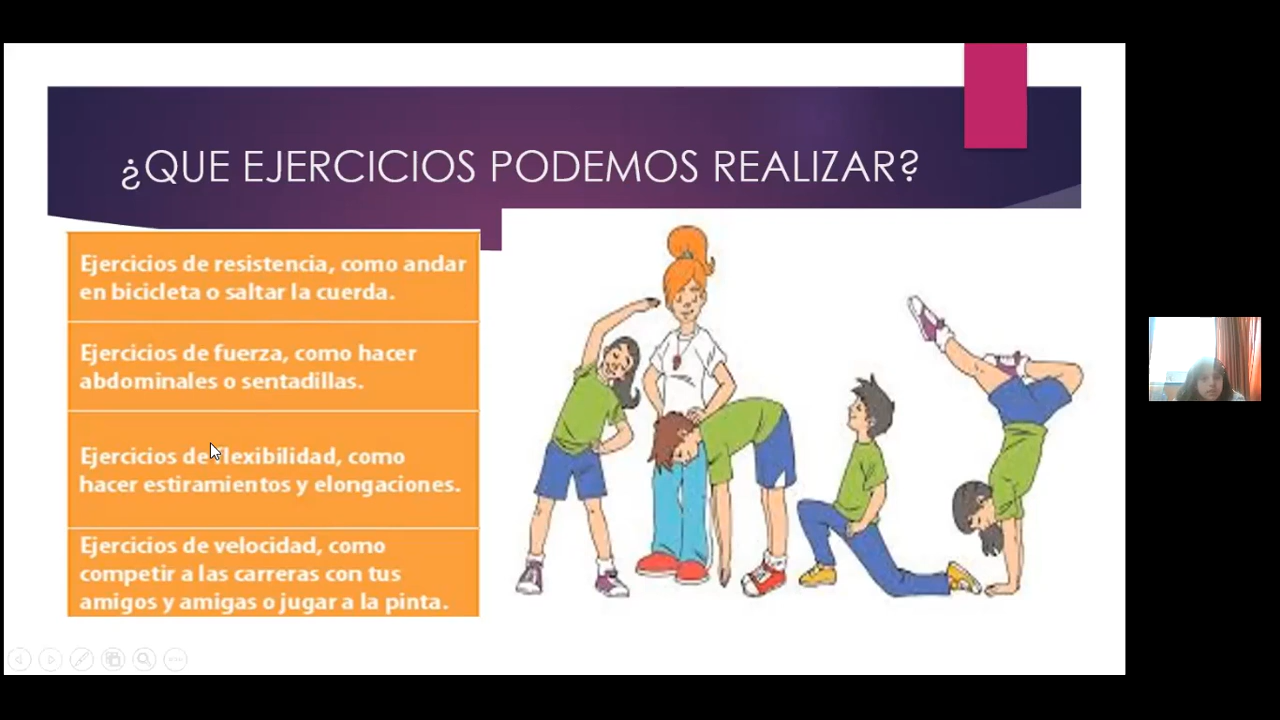 ¿QUE EJERCICIOS PODEMOS REALIZAR?
Ejercicios de resistencia, como andar
en bicicleta o saltar la cuerda.
Ejercicios de fuerza, como hacer
abdominales o sentadillas.
Ejercicios de flexibilidad, como
hacer estiramientos y elongaciones.
Ejercicios de velocidad, como
competir a las carreras con tus
amigos y amigas o jugar a la pinta.